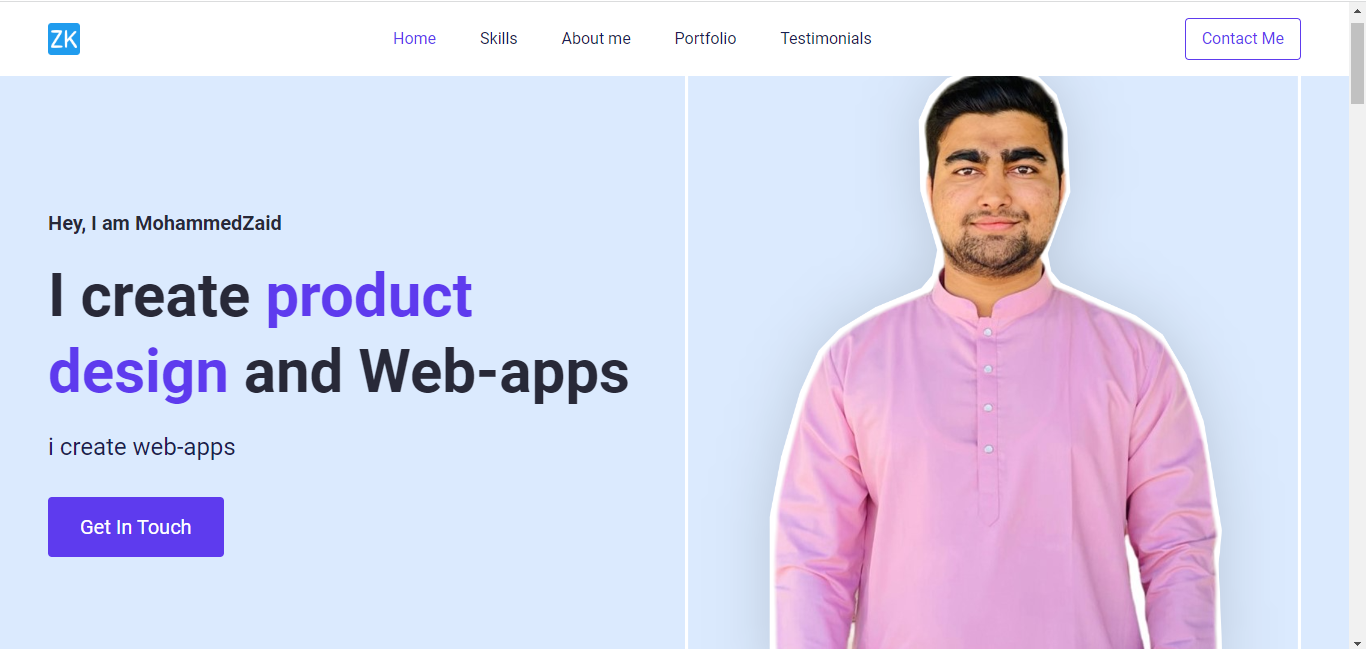 ZK
Home
Skills
About me
Portfolio
Testimonials
Contact Me
Hey, I am MohammedZaid
I create product
design and Web-apps
i create web-apps
Get In Touch